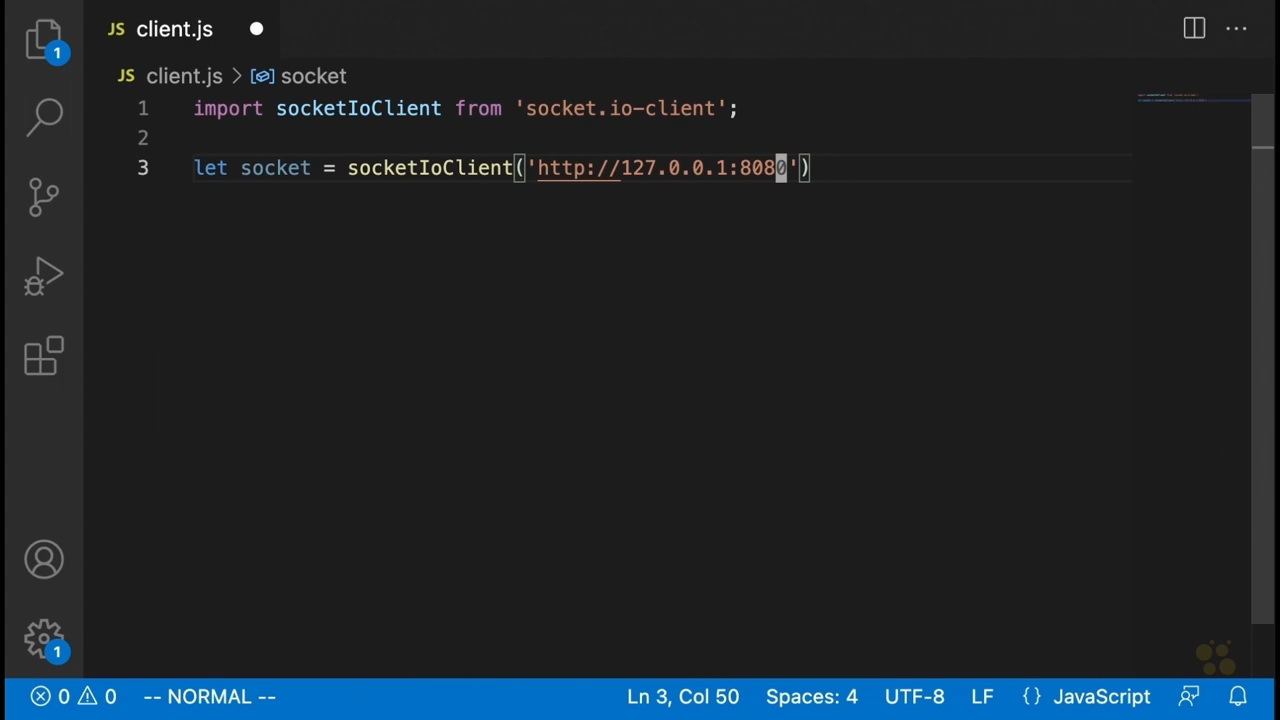 JS client.js
1
JS client.js > socket
1 import socketIoClient from 'socket.io-client';
2
3 let socket = socketIoClient('http://127.0.0.1:8080')
1
0 0 -- NORMAL -- Ln 3, Col 50 Spaces: 4 UTF-8 LF {} JavaScript